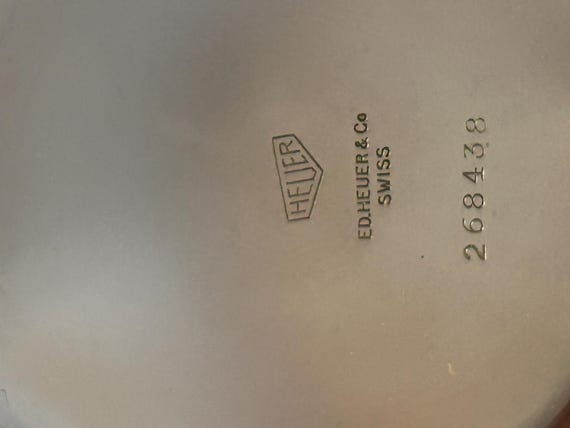 HEUER
ED.HEUER & Co
SWISS
268438